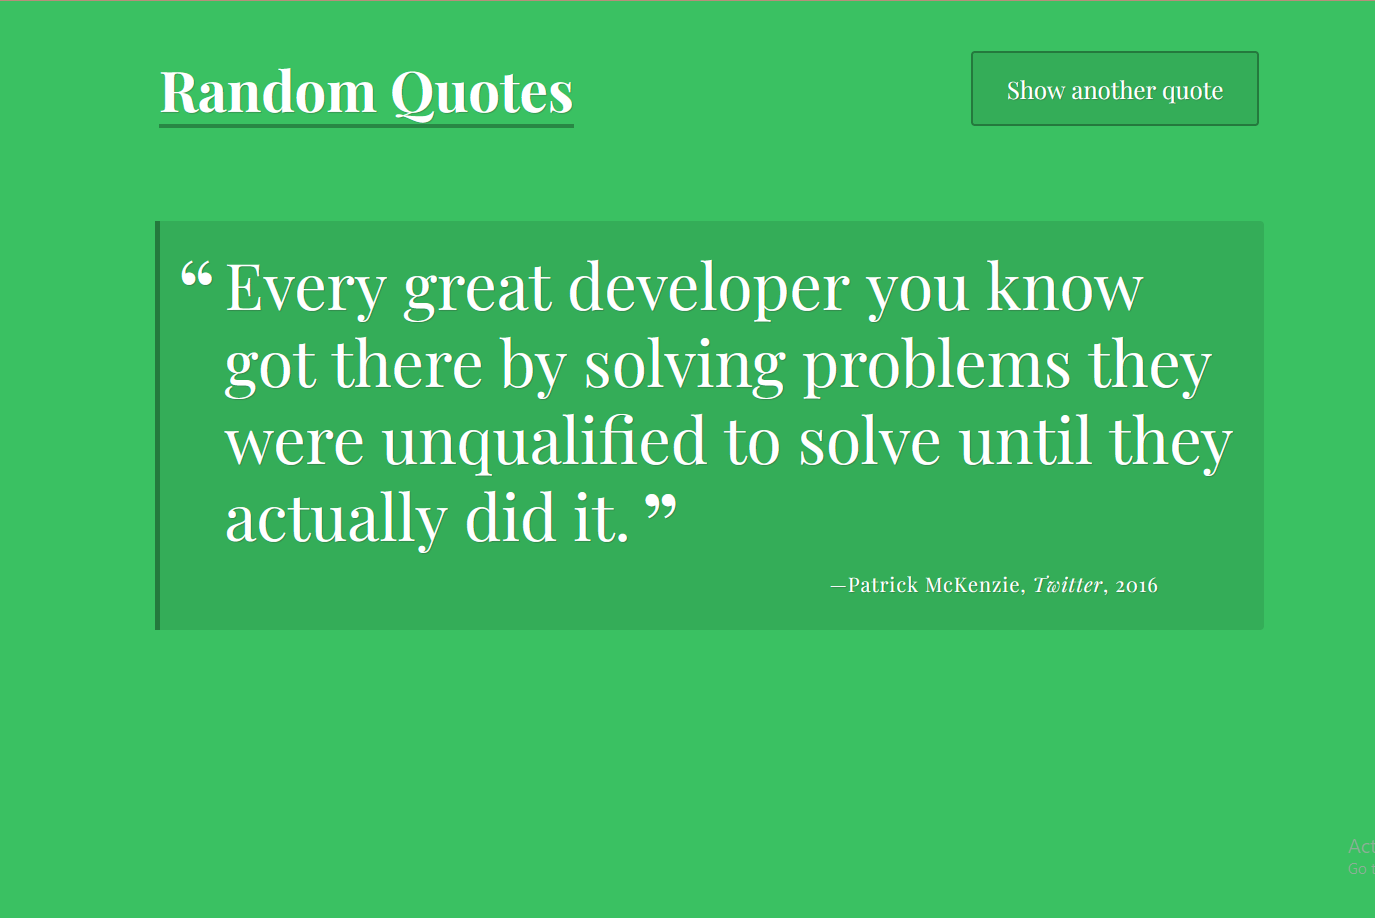 Random Quotes
Show another quote
“ Every great developer you know
got there by solving problems they
were unqualified to solve until they
actually did it. ”
—Patrick McKenzie, Twitter, 2016
Go